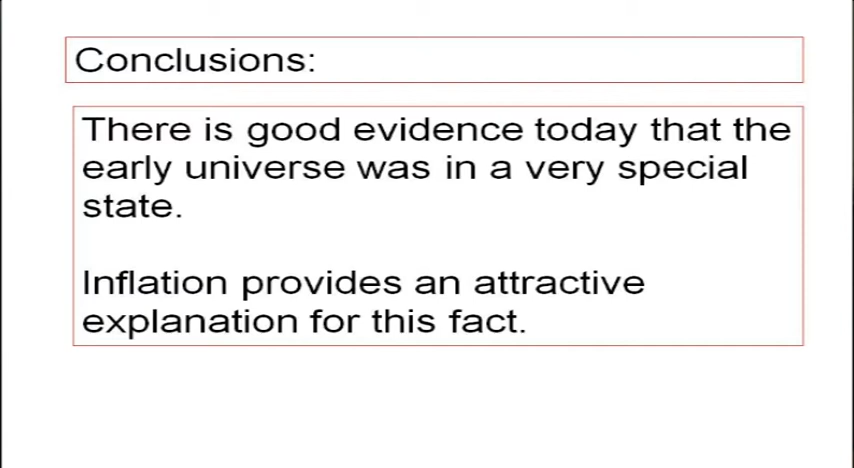 Conclusions:
There is good evidence today that the
early universe was in a very special
state.
Inflation provides an attractive
explanation for this fact.